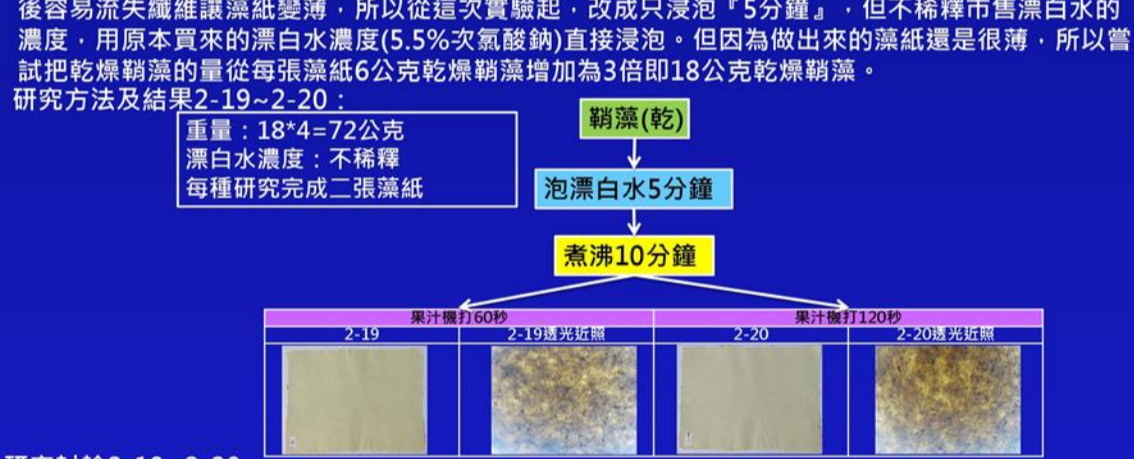 後容易流失纖維讓藻紙變薄，所以從這次實驗起，改成只浸泡『5分鐘』，但不稀釋市售漂白水的
濃度，用原本買來的漂白水濃度(5.5%次氯酸鈉)直接浸泡。但因為做出來的藻紙還是很薄，所以嘗
試把乾燥鞘藻的量從每張藻紙6公克乾燥鞘藻增加為3倍即18公克乾燥鞘藻。
研究方法及結果2-19~2-20：
重量：18*4=72公克
漂白水濃度：不稀釋
每種研究完成二張藻紙
鞘藻(乾)
泡漂白水5分鐘
煮沸10分鐘
果汁機打60秒 果汁機打120秒
2-19 2-19透光近照 2-20 2-20透光近照